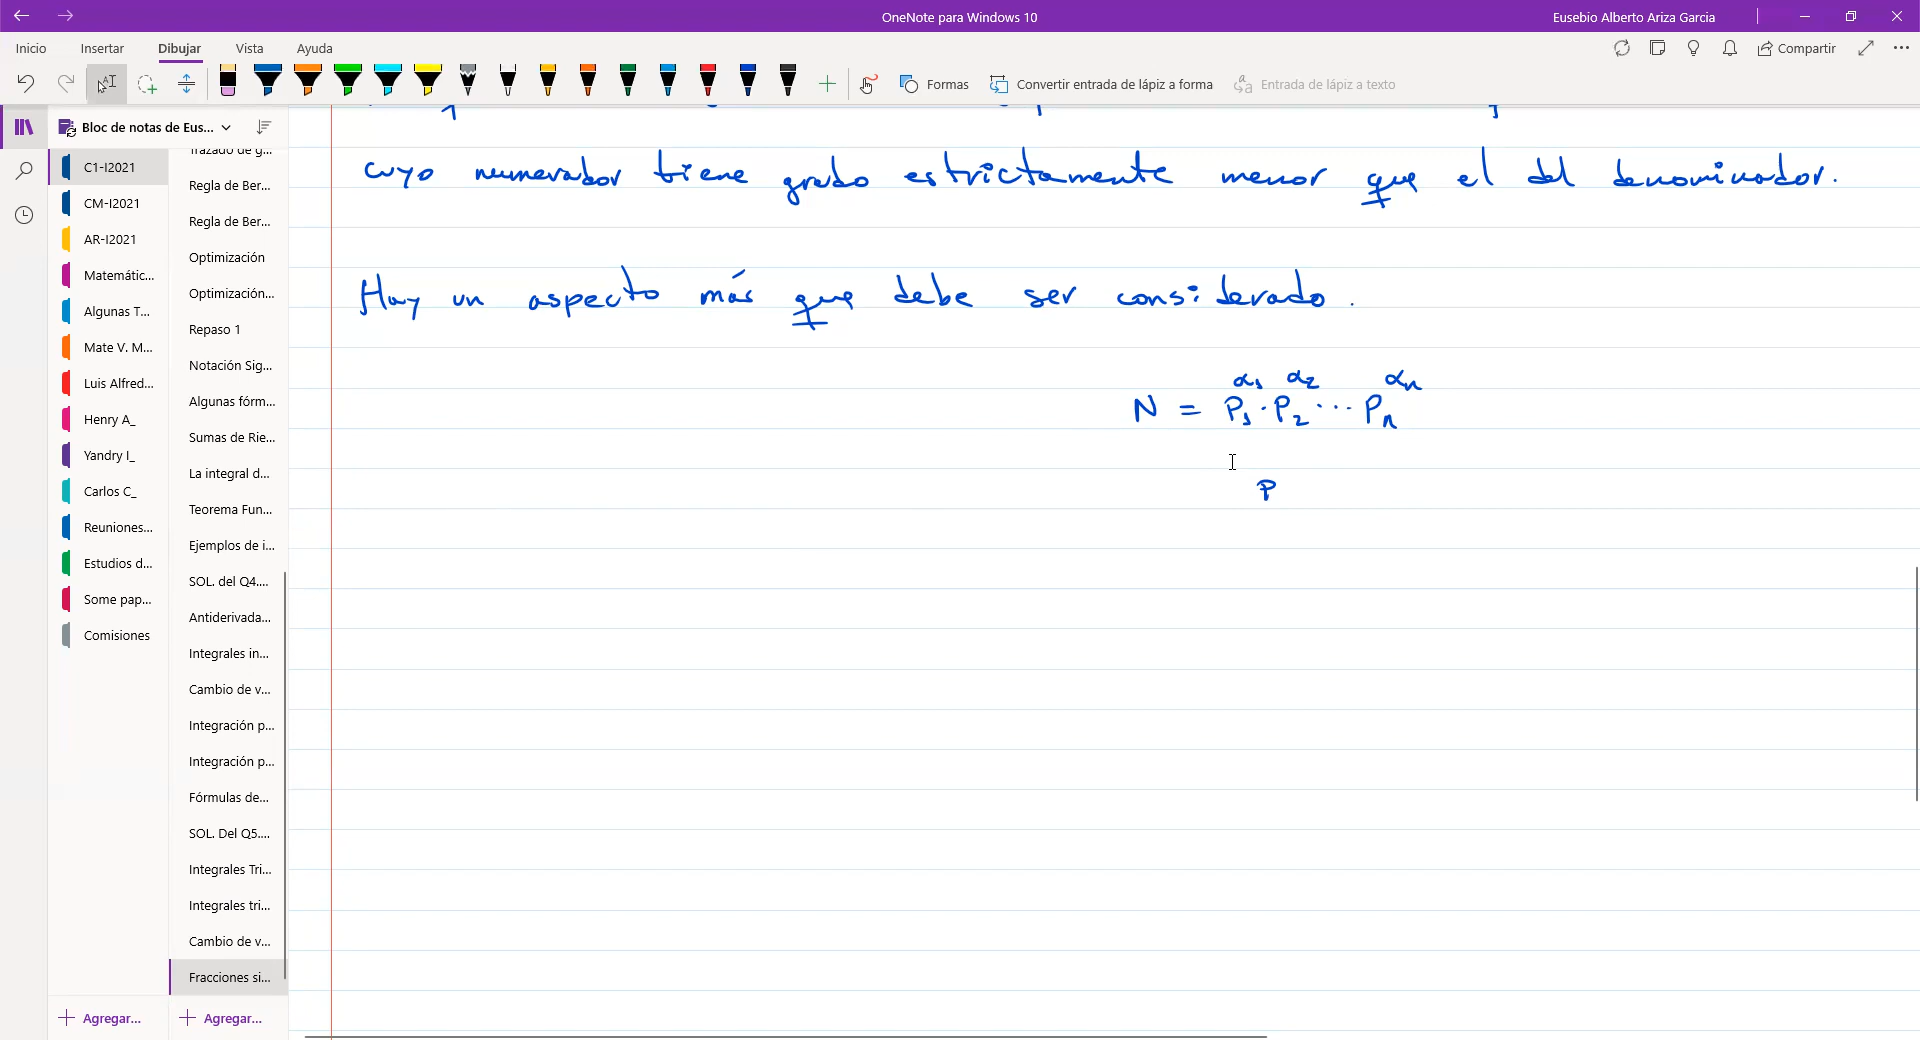 OneNote para Windows 10
Eusebio Alberto Ariza Garcia
Inicio
Insertar
Dibujar
Vista
Ayuda
Compartir
Formas
Convertir entrada de lápiz a forma
Entrada de lápiz a texto
Bloc de notas de Eus...
C1-I2021
CM-I2021
AR-I2021
Matemátic...
Algunas T...
Mate V. M...
Luis Alfred...
Henry A_
Yandry I_
Carlos C_
Reuniones...
Estudios d...
Some pap...
Comisiones
Agregar...
Trazado de g...
Regla de Ber...
Regla de Ber...
Optimización
Optimización...
Repaso 1
Notación Sig...
Algunas fórm...
Sumas de Rie...
La integral d...
Teorema Fun...
Ejemplos de i...
SOL. del Q4....
Antiderivada...
Integrales in...
Cambio de v...
Integración p...
Integración p...
Fórmulas de...
SOL. Del Q5....
Integrales Tri...
Integrales tri...
Cambio de v...
Fracciones si...
Agregar...
cuyo numerador tiene grado estrictamente menor que el del denominador.
Hay un aspecto más que debe ser considerado.
N = P₁^α₁ · P₂^α₂ ··· Pₙ^αₙ
P